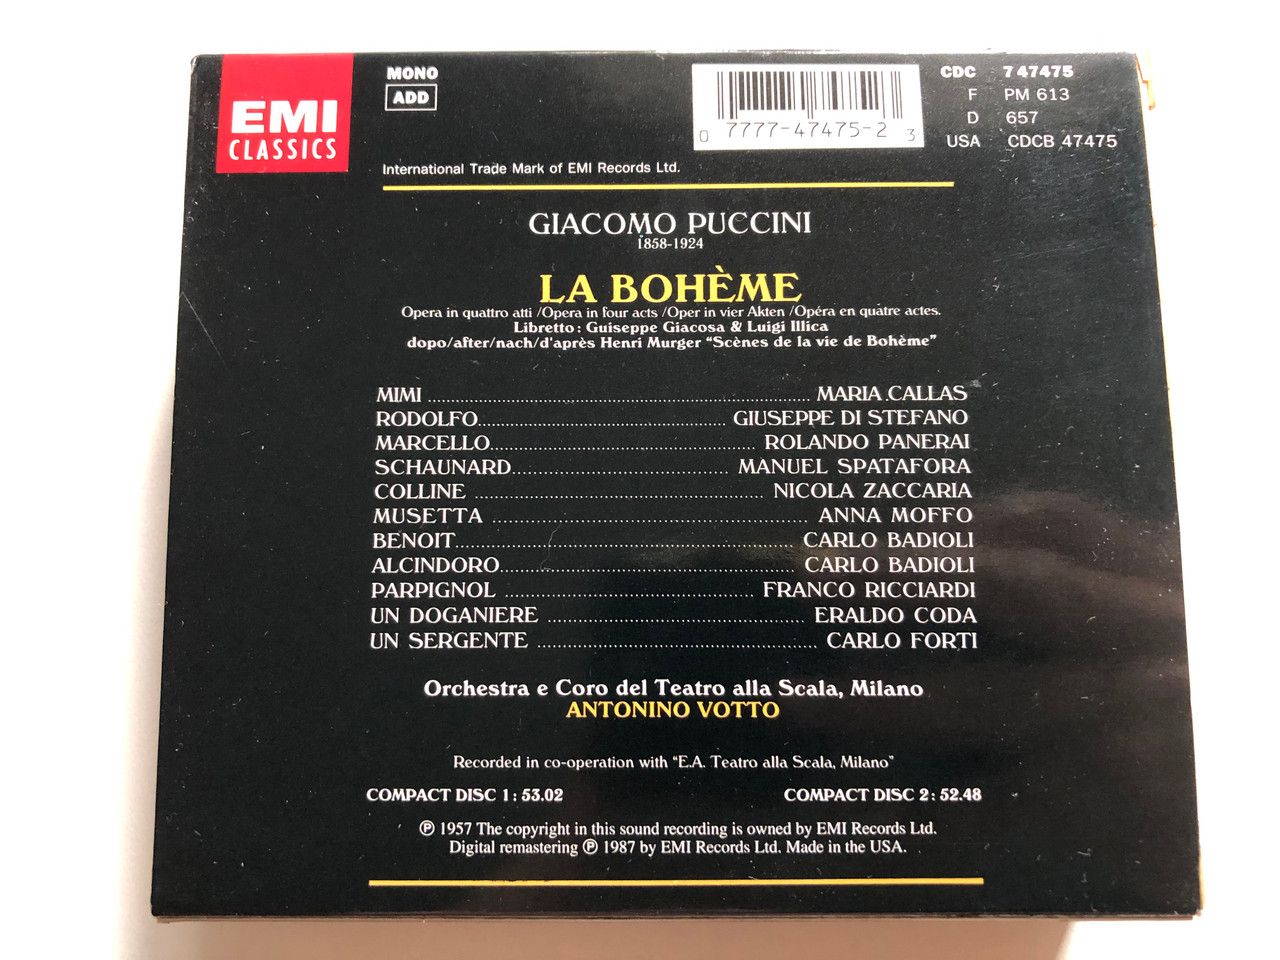 EMI
CLASSICS
MONO
ADD
International Trade Mark of EMI Records Ltd.
0 7777-47475-2 3
CDC 7 47475
F PM 613
D 657
USA CDCB 47475
GIACOMO PUCCINI
1858-1924
LA BOHÈME
Opera in quattro atti /Opera in four acts /Oper in vier Akten /Opéra en quatre actes.
Libretto : Guiseppe Giacosa & Luigi Illica
dopo/after/nach/d'après Henri Murger “Scènes de la vie de Bohème”
MIMI MARIA CALLAS
RODOLFO GIUSEPPE DI STEFANO
MARCELLO ROLANDO PANERAI
SCHAUNARD MANUEL SPATAFORA
COLLINE NICOLA ZACCARIA
MUSETTA ANNA MOFFO
BENOIT CARLO BADIOLI
ALCINDORO CARLO BADIOLI
PARPIGNOL FRANCO RICCIARDI
UN DOGANIERE ERALDO CODA
UN SERGENTE CARLO FORTI
Orchestra e Coro del Teatro alla Scala, Milano
ANTONINO VOTTO
Recorded in co-operation with “E.A. Teatro alla Scala, Milano”
COMPACT DISC 1 : 53.02 COMPACT DISC 2 : 52.48
℗ 1957 The copyright in this sound recording is owned by EMI Records Ltd.
Digital remastering ℗ 1987 by EMI Records Ltd. Made in the USA.